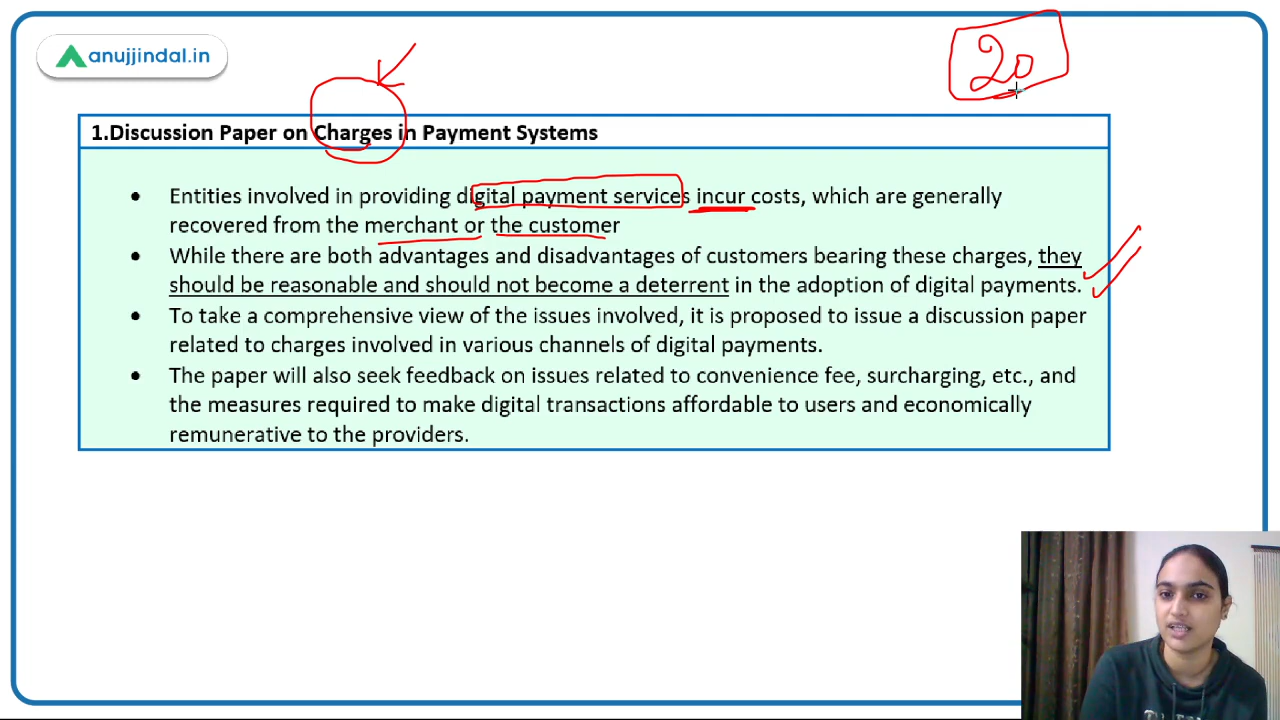 anujjindal.in
20
1.Discussion Paper on Charges in Payment Systems
• Entities involved in providing digital payment services incur costs, which are generally
recovered from the merchant or the customer
• While there are both advantages and disadvantages of customers bearing these charges, they
should be reasonable and should not become a deterrent in the adoption of digital payments.
• To take a comprehensive view of the issues involved, it is proposed to issue a discussion paper
related to charges involved in various channels of digital payments.
• The paper will also seek feedback on issues related to convenience fee, surcharging, etc., and
the measures required to make digital transactions affordable to users and economically
remunerative to the providers.